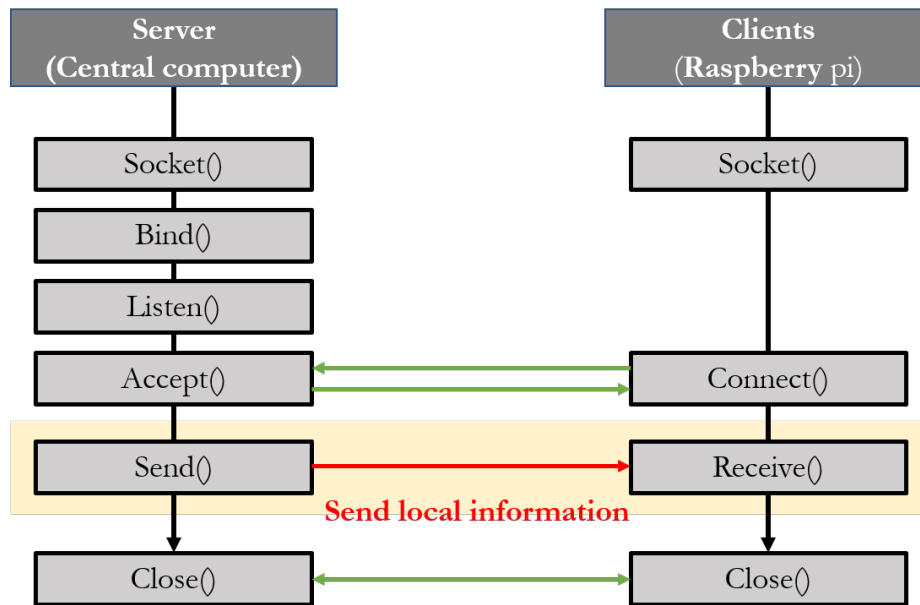 Server
(Central computer)
Clients
(Raspberry pi)
Socket()
Socket()
Bind()
Listen()
Accept()
Connect()
Send()
Receive()
Send local information
Close()
Close()